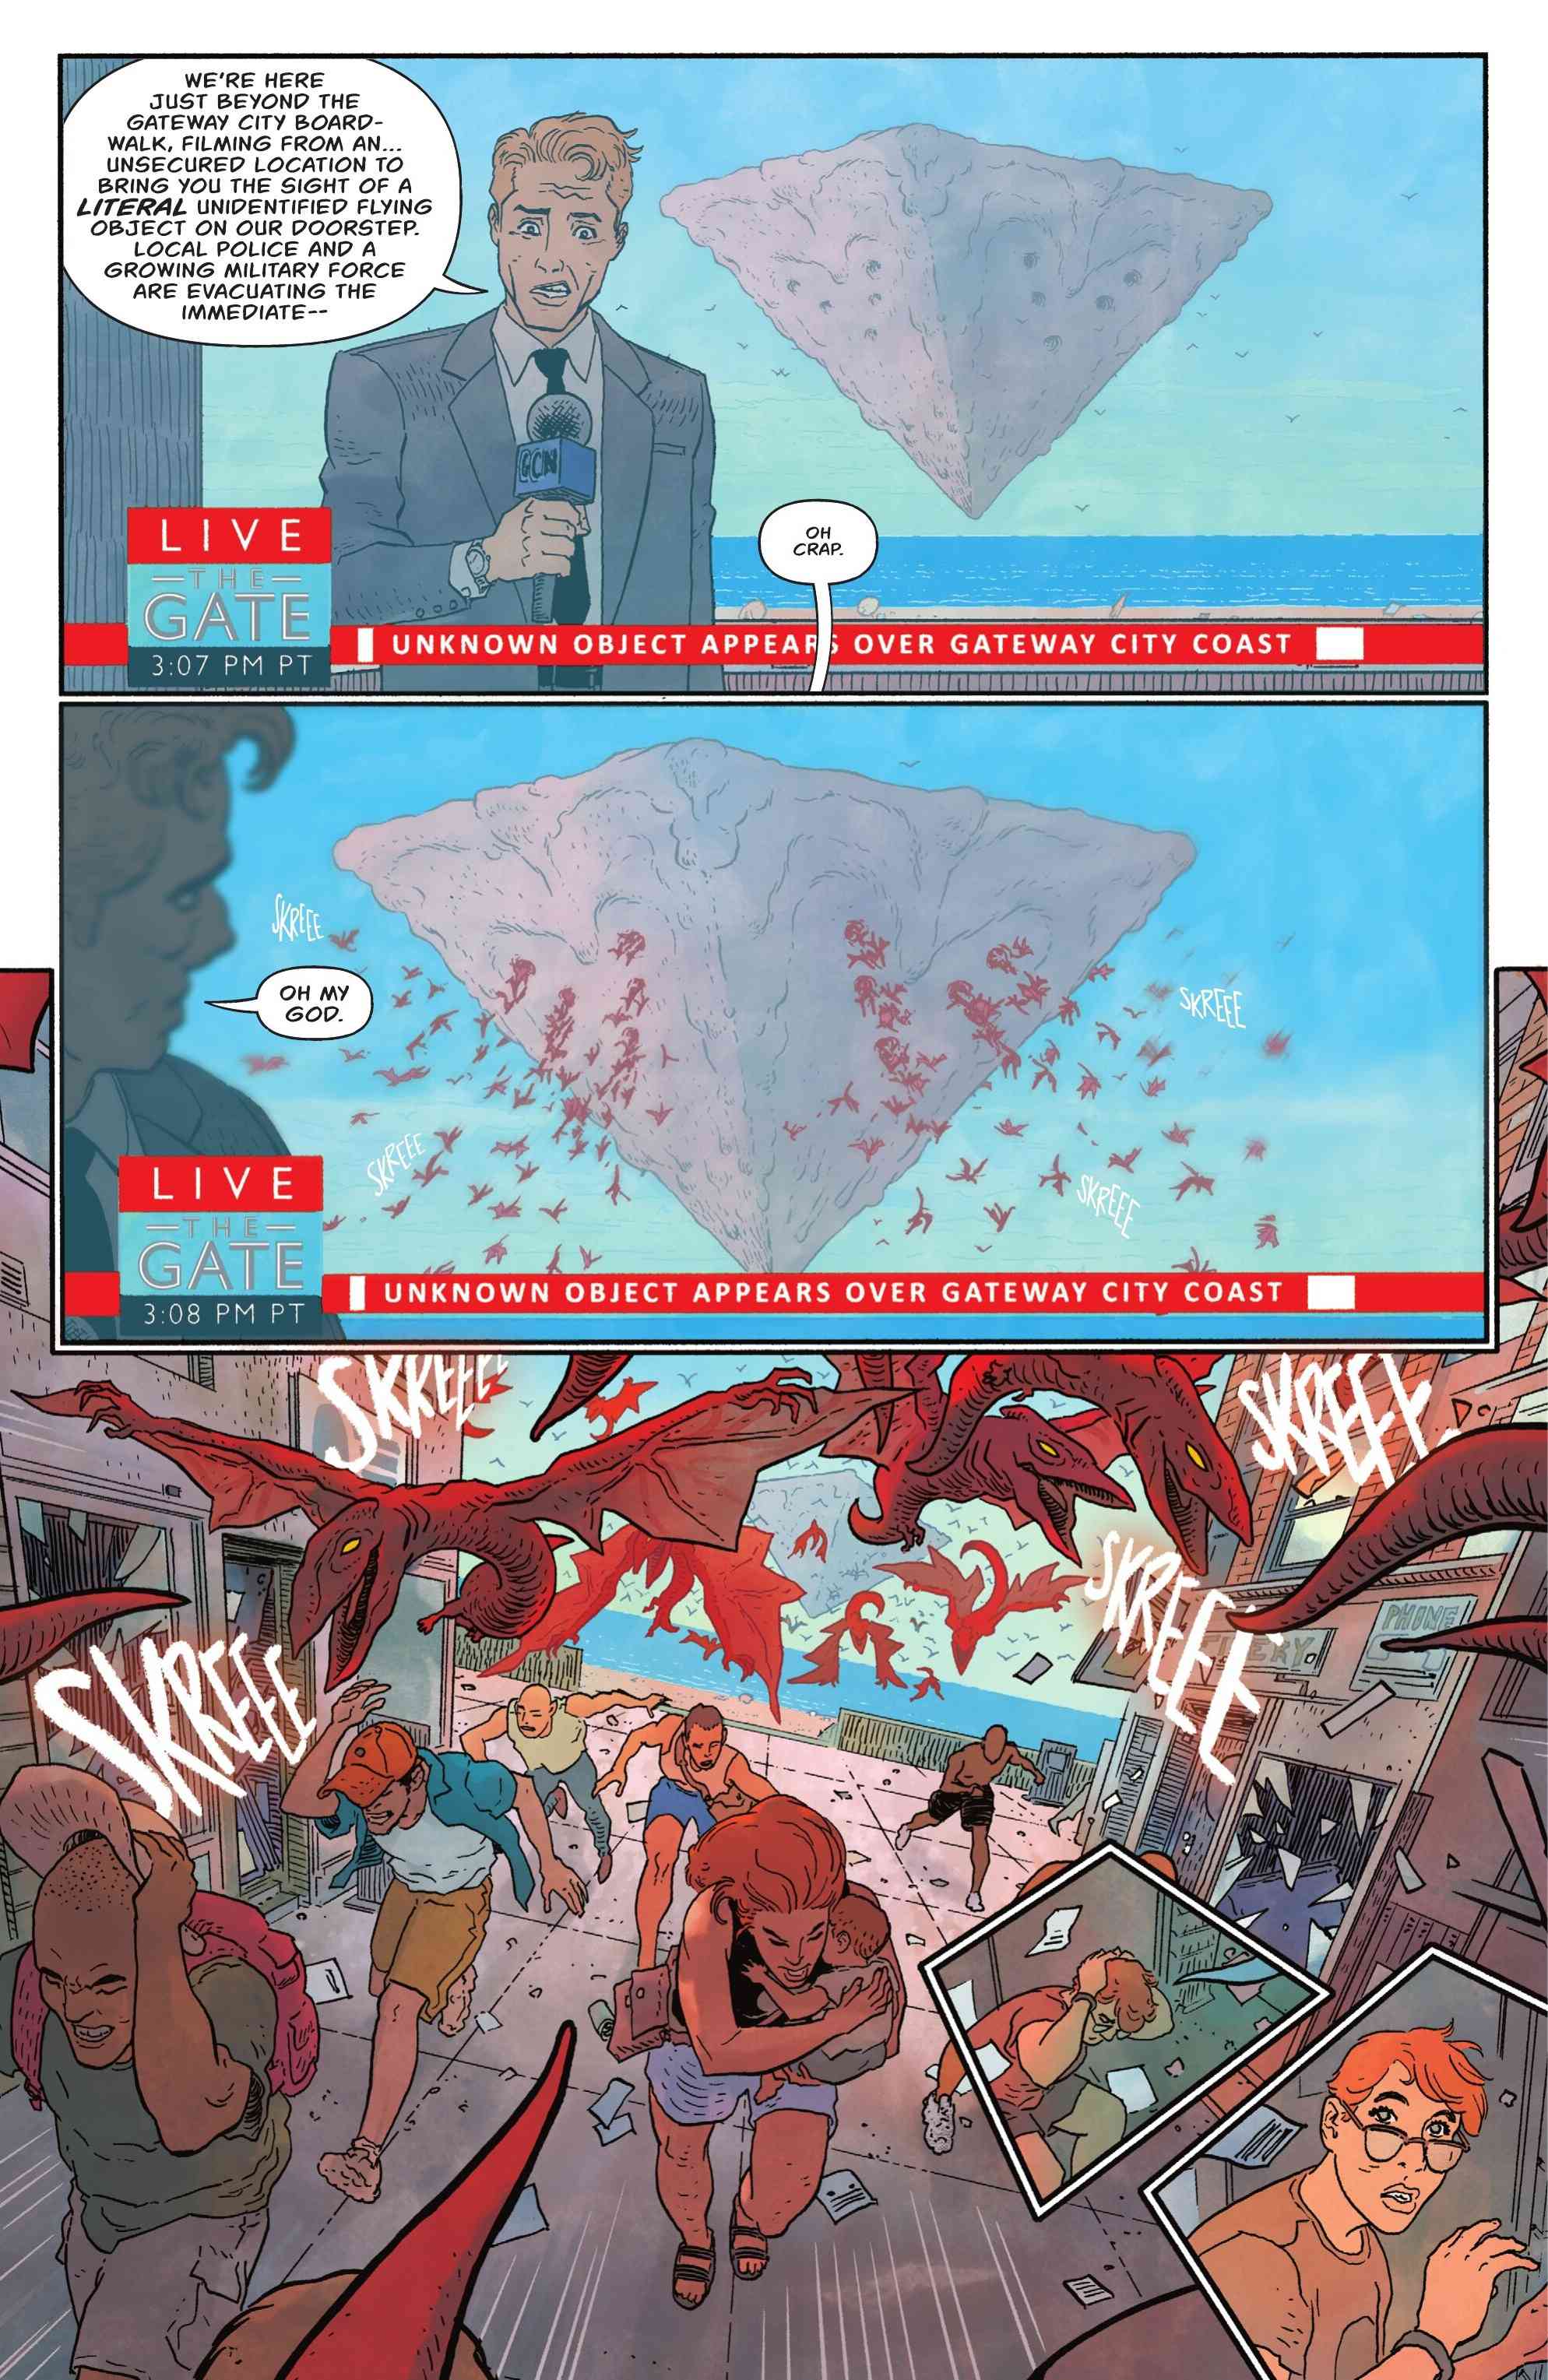 WE'RE HERE
JUST BEYOND THE
GATEWAY CITY BOARD-
WALK, FILMING FROM AN...
UNSECURED LOCATION TO
BRING YOU THE SIGHT OF A
LITERAL UNIDENTIFIED FLYING
OBJECT ON OUR DOORSTEP.
LOCAL POLICE AND A
GROWING MILITARY FORCE
ARE EVACUATING THE
IMMEDIATE--
GCN
OH
CRAP.
LIVE
THE
GATE
3:07 PM PT
UNKNOWN OBJECT APPEARS OVER GATEWAY CITY COAST
SKREEE
OH MY
GOD.
SKREEE
SKREEE
SKREEE
LIVE
THE
GATE
3:08 PM PT
UNKNOWN OBJECT APPEARS OVER GATEWAY CITY COAST
SKREEE
SKREEE
SKREEE
PHONE
SKREEE